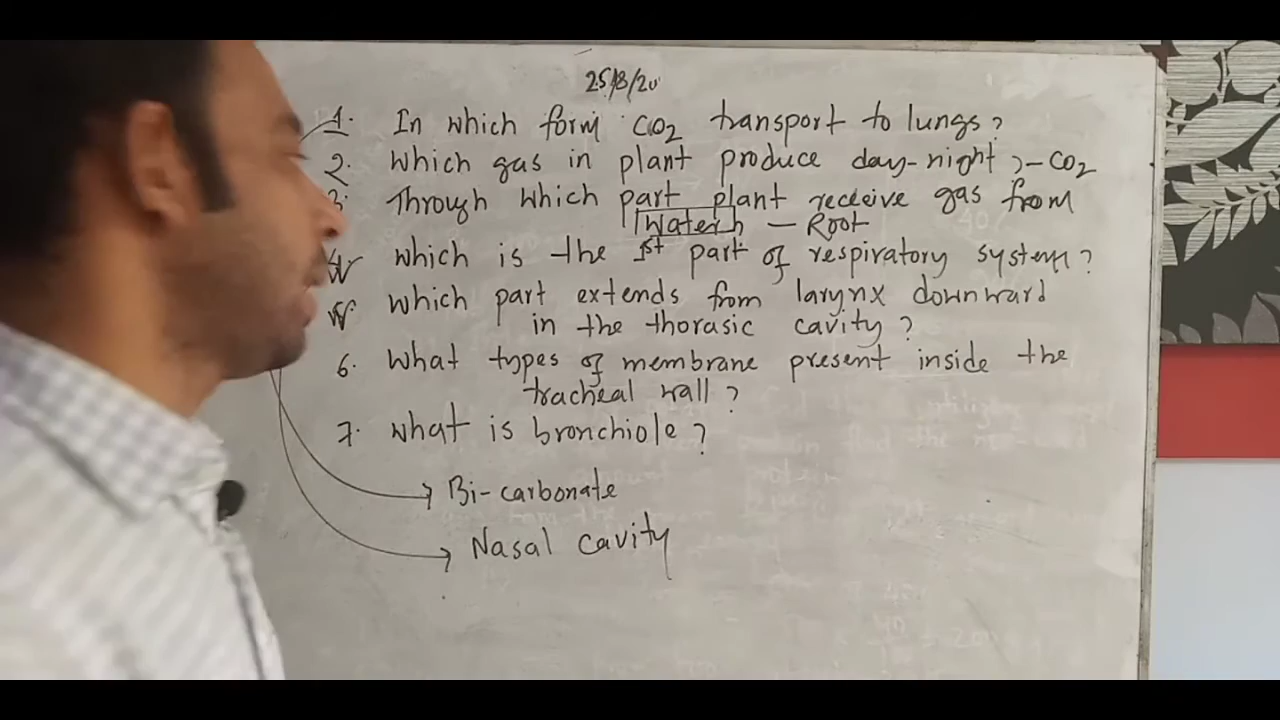 25/8/20
1. In which form CO2 transport to lungs?
2. Which gas in plant produce day-night ?-CO2
3. Through which part plant receive gas from
Water? — Root
4. which is the 1st part of respiratory system?
5. which part extends from larynx downward
in the thorasic cavity?
6. What types of membrane present inside the
tracheal wall?
7. What is bronchiole?
Bi-carbonate
Nasal cavity